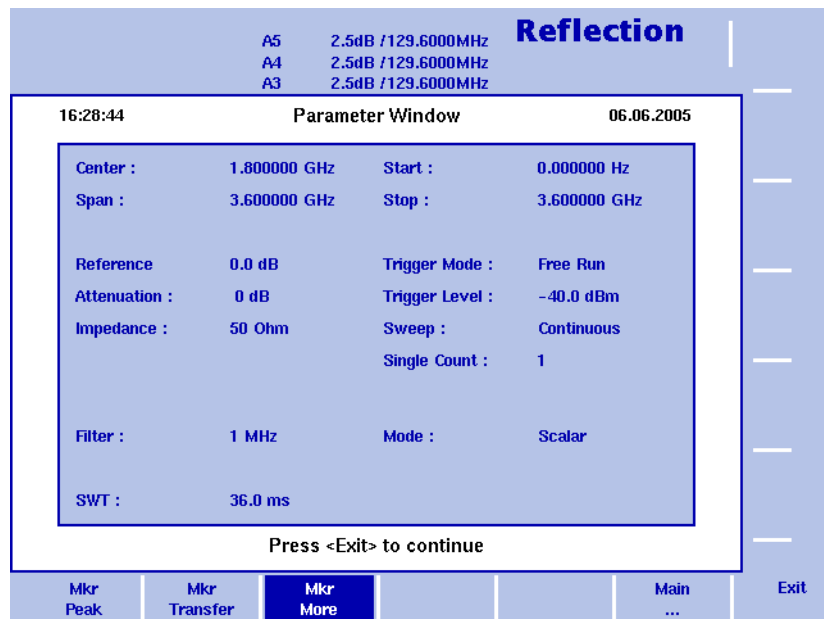 Reflection
A5 2.5dB /129.6000MHz
A4 2.5dB /129.6000MHz
A3 2.5dB /129.6000MHz
16:28:44 Parameter Window 06.06.2005
Center : 1.800000 GHz Start : 0.000000 Hz
Span : 3.600000 GHz Stop : 3.600000 GHz
Reference 0.0 dB Trigger Mode : Free Run
Attenuation : 0 dB Trigger Level : -40.0 dBm
Impedance : 50 Ohm Sweep : Continuous
Single Count : 1
Filter : 1 MHz Mode : Scalar
SWT : 36.0 ms
Press <Exit> to continue
Mkr Peak
Mkr Transfer
Mkr More
Main ...
Exit